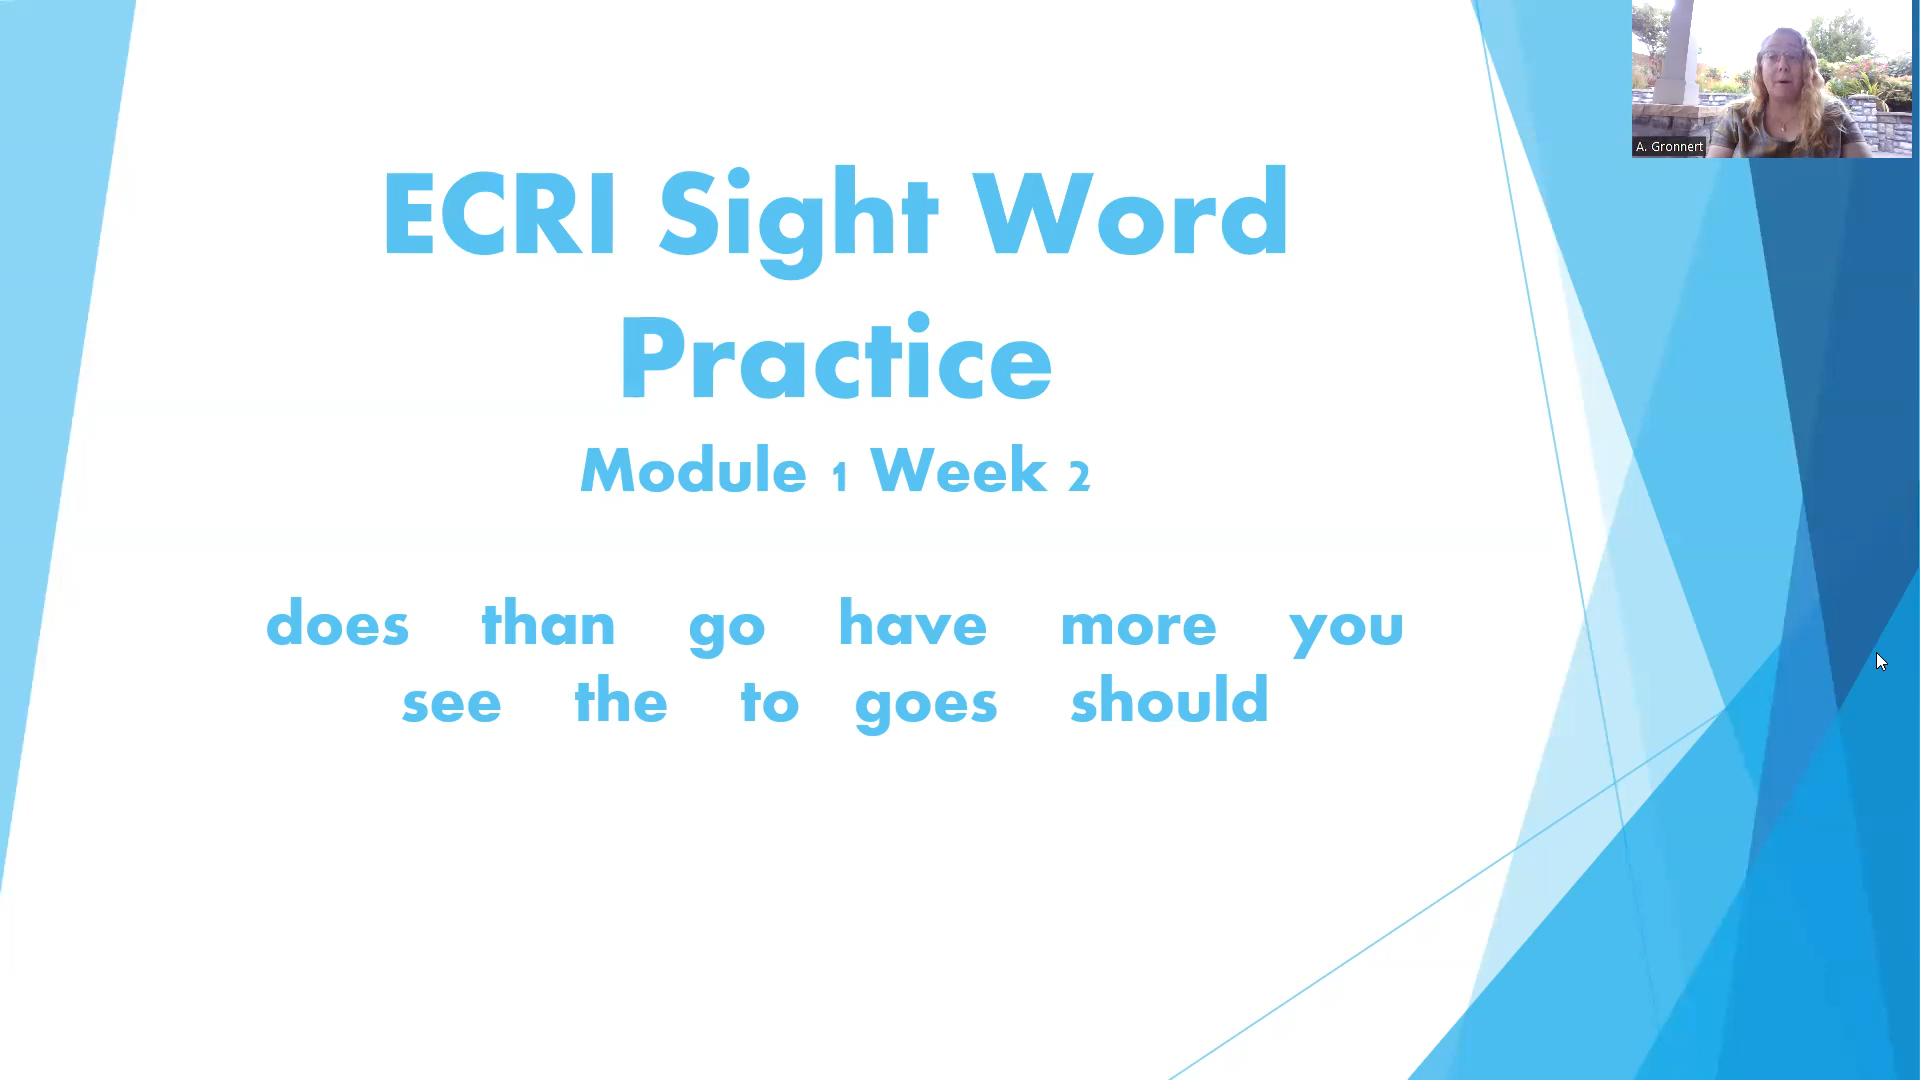 A. Gronnert
ECRI Sight Word
Practice
Module 1 Week 2
does than go have more you
see the to goes should